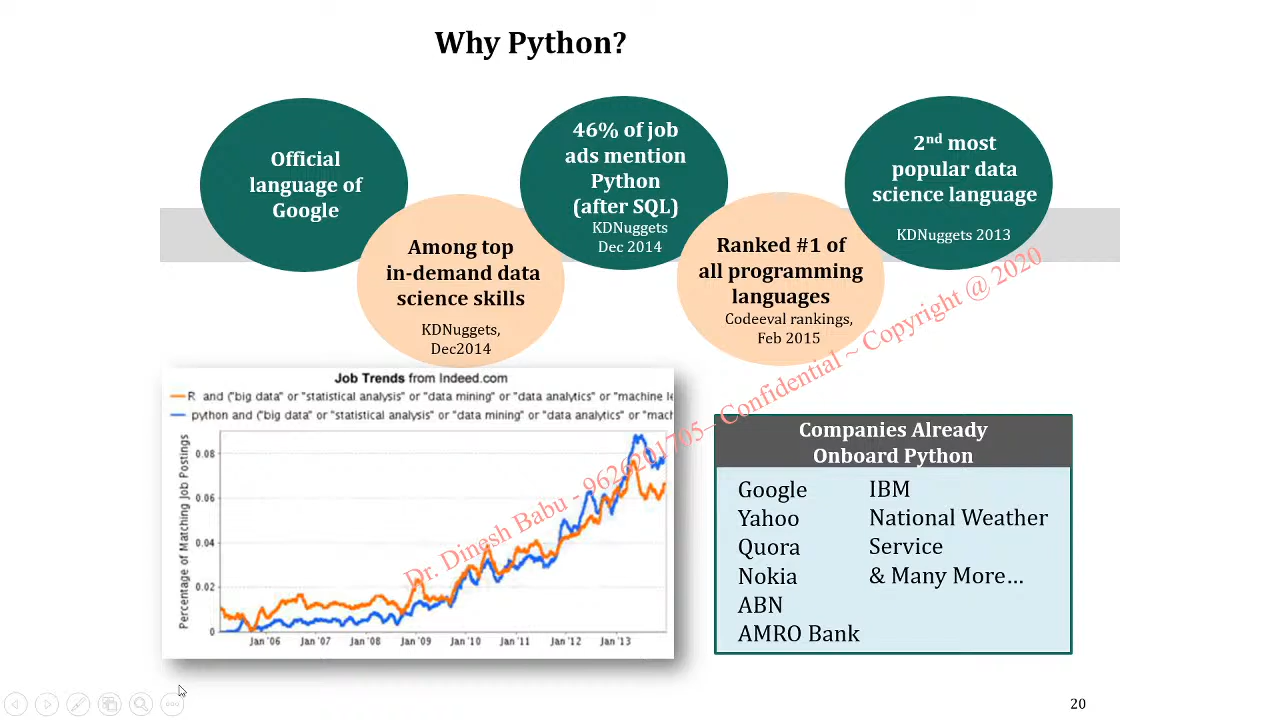 Why Python?
Official
language of
Google
Among top
in-demand data
science skills
KDNuggets,
Dec2014
46% of job
ads mention
Python
(after SQL)
KDNuggets
Dec 2014
Ranked #1 of
all programming
languages
Codeeval rankings,
Feb 2015
2nd most
popular data
science language
KDNuggets 2013
Dr. Dinesh Babu - 9626201705– Confidential ~ Copyright @ 2020
Job Trends from Indeed.com
R and ("big data" or "statistical analysis" or "data mining" or "data analytics" or "machine le
python and ("big data" or "statistical analysis" or "data mining" or "data analytics" or "mach
Percentage of Matching Job Postings
0.08
0.06
0.04
0.02
0
Jan '06 Jan '07 Jan '08 Jan '09 Jan '10 Jan '11 Jan '12 Jan '13
Companies Already
Onboard Python
Google
Yahoo
Quora
Nokia
ABN
AMRO Bank
IBM
National Weather
Service
& Many More…
20